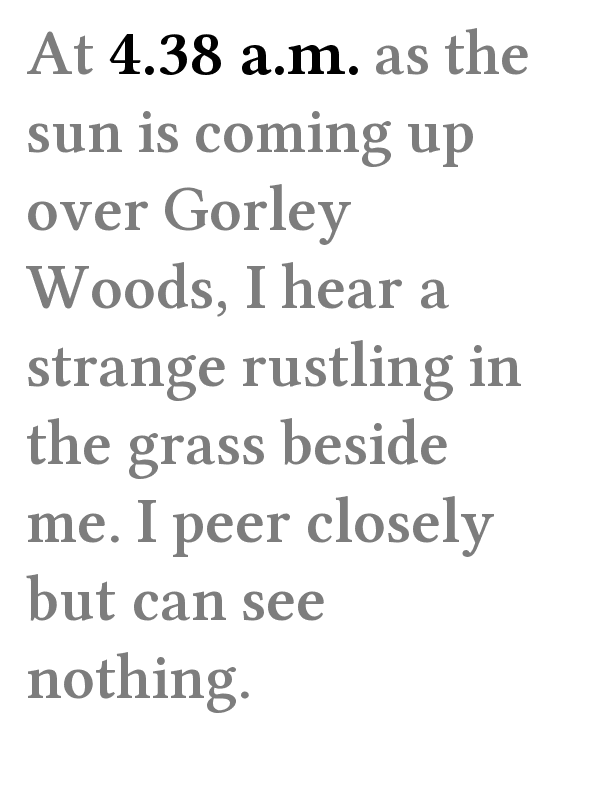 At 4.38 a.m. as the
sun is coming up
over Gorley
Woods, I hear a
strange rustling in
the grass beside
me. I peer closely
but can see
nothing.